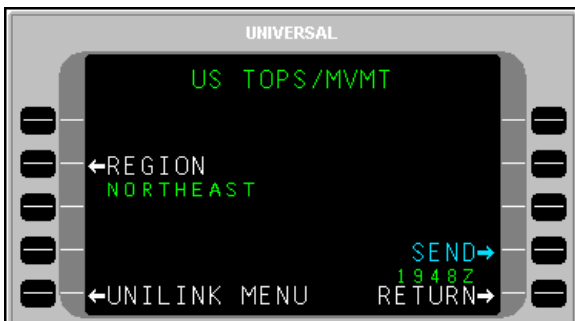 UNIVERSAL
US TOPS/MVMT
←REGION
NORTHEAST
SEND→
1948Z
←UNILINK MENU RETURN→